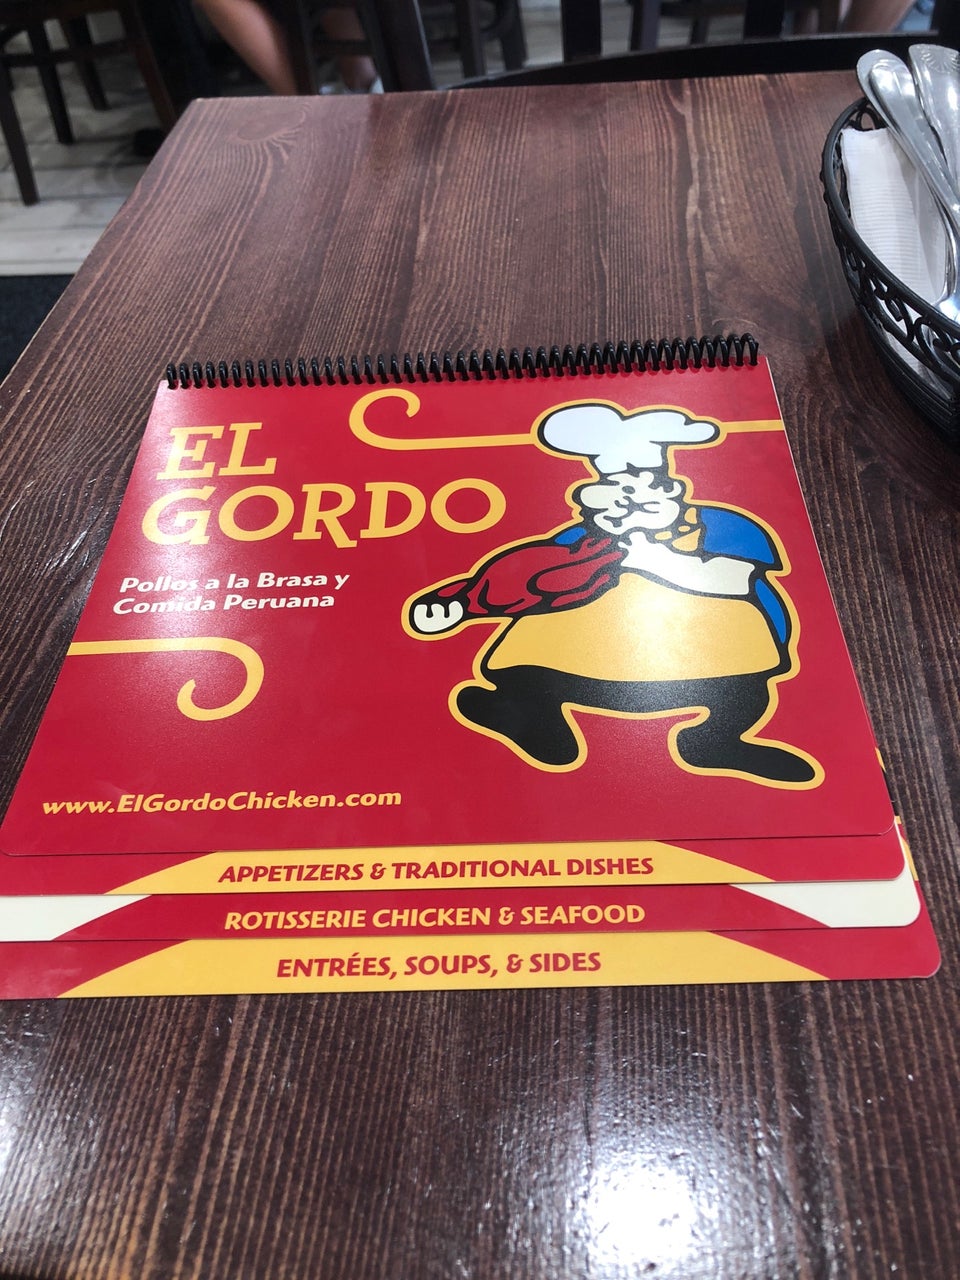 EL
GORDO
Pollos a la Brasa y
Comida Peruana
www.ElGordoChicken.com
APPETIZERS & TRADITIONAL DISHES
ROTISSERIE CHICKEN & SEAFOOD
ENTRÉES, SOUPS, & SIDES